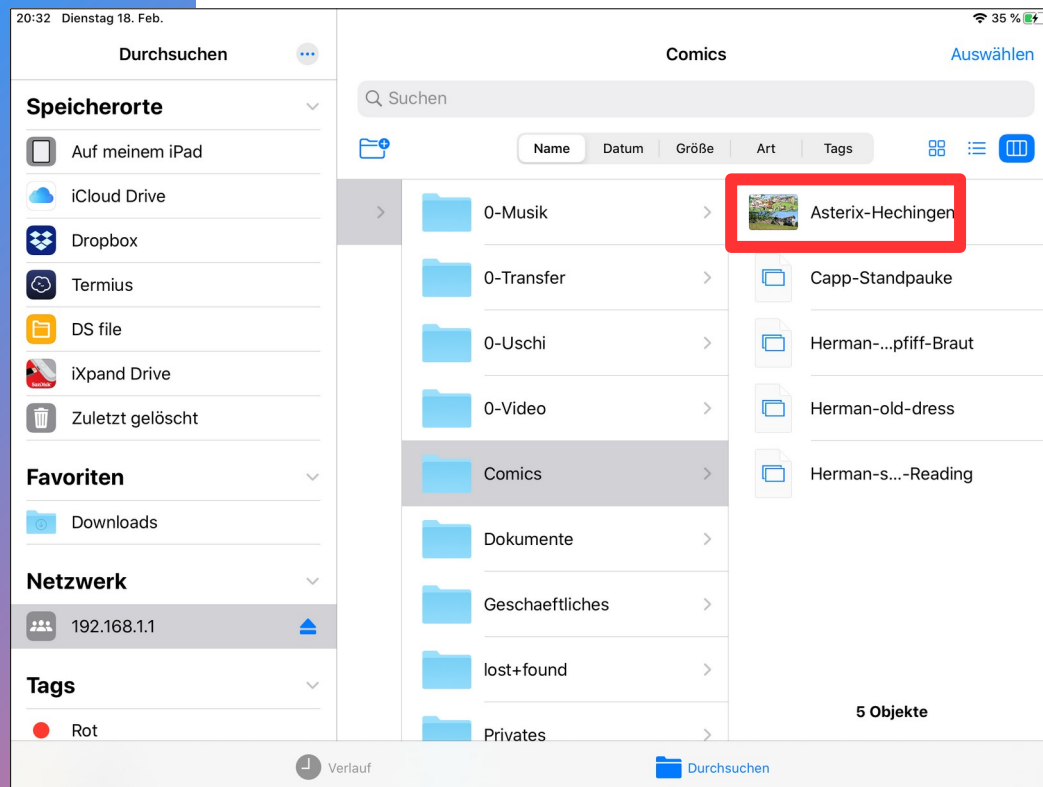 20:32 Dienstag 18. Feb.
35 %
Durchsuchen
Comics
Auswählen
Speicherorte
Auf meinem iPad
iCloud Drive
Dropbox
Termius
DS file
iXpand Drive
Zuletzt gelöscht
Favoriten
Downloads
Netzwerk
192.168.1.1
Tags
Rot
Suchen
Name
Datum
Größe
Art
Tags
0-Musik
0-Transfer
0-Uschi
0-Video
Comics
Dokumente
Geschaeftliches
lost+found
Privates
Asterix-Hechingen
Capp-Standpauke
Herman-...pfiff-Braut
Herman-old-dress
Herman-s...-Reading
5 Objekte
Verlauf
Durchsuchen